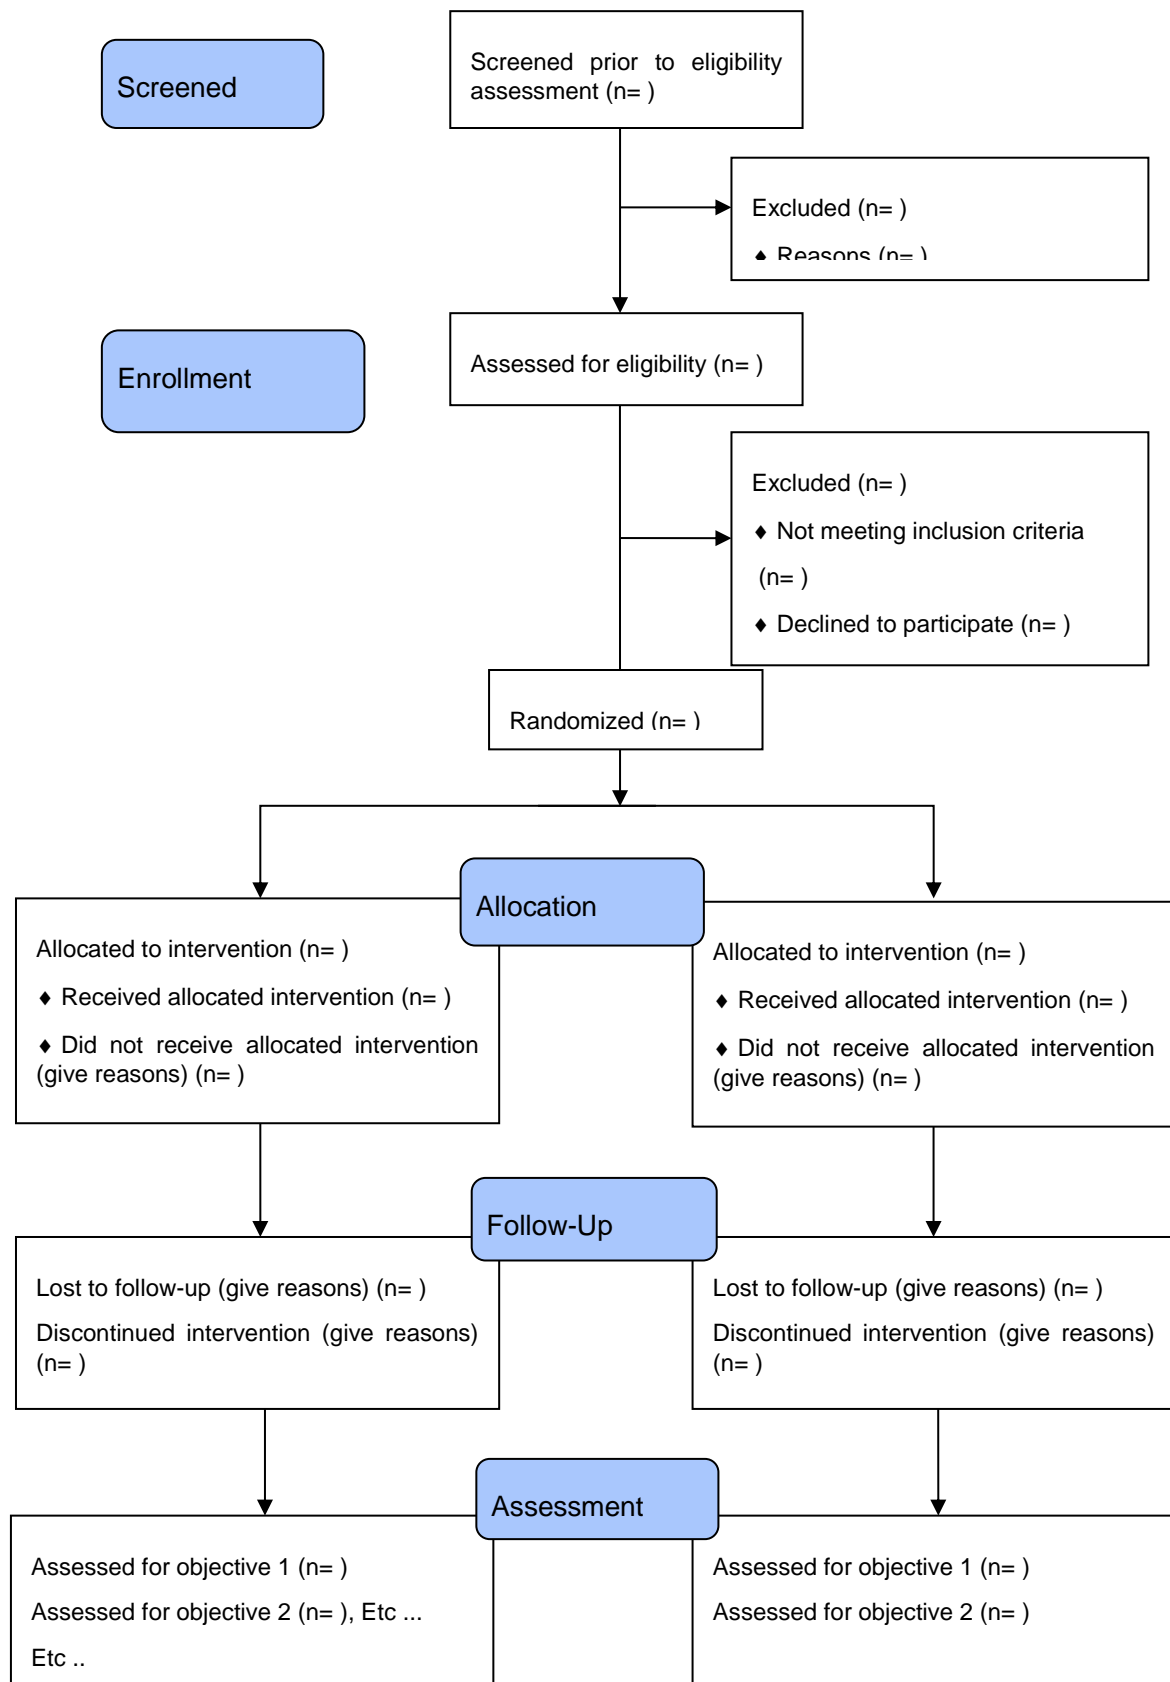 Screened
Screened prior to eligibility
assessment (n= )
Excluded (n= )
♦ Reasons (n= )
Enrollment
Assessed for eligibility (n= )
Excluded (n= )
♦ Not meeting inclusion criteria
(n= )
♦ Declined to participate (n= )
Randomized (n= )
Allocation
Allocated to intervention (n= )
♦ Received allocated intervention (n= )
♦ Did not receive allocated intervention
(give reasons) (n= )
Allocated to intervention (n= )
♦ Received allocated intervention (n= )
♦ Did not receive allocated intervention
(give reasons) (n= )
Follow-Up
Lost to follow-up (give reasons) (n= )
Discontinued intervention (give reasons)
(n= )
Lost to follow-up (give reasons) (n= )
Discontinued intervention (give reasons)
(n= )
Assessment
Assessed for objective 1 (n= )
Assessed for objective 2 (n= ), Etc ...
Etc ..
Assessed for objective 1 (n= )
Assessed for objective 2 (n= )